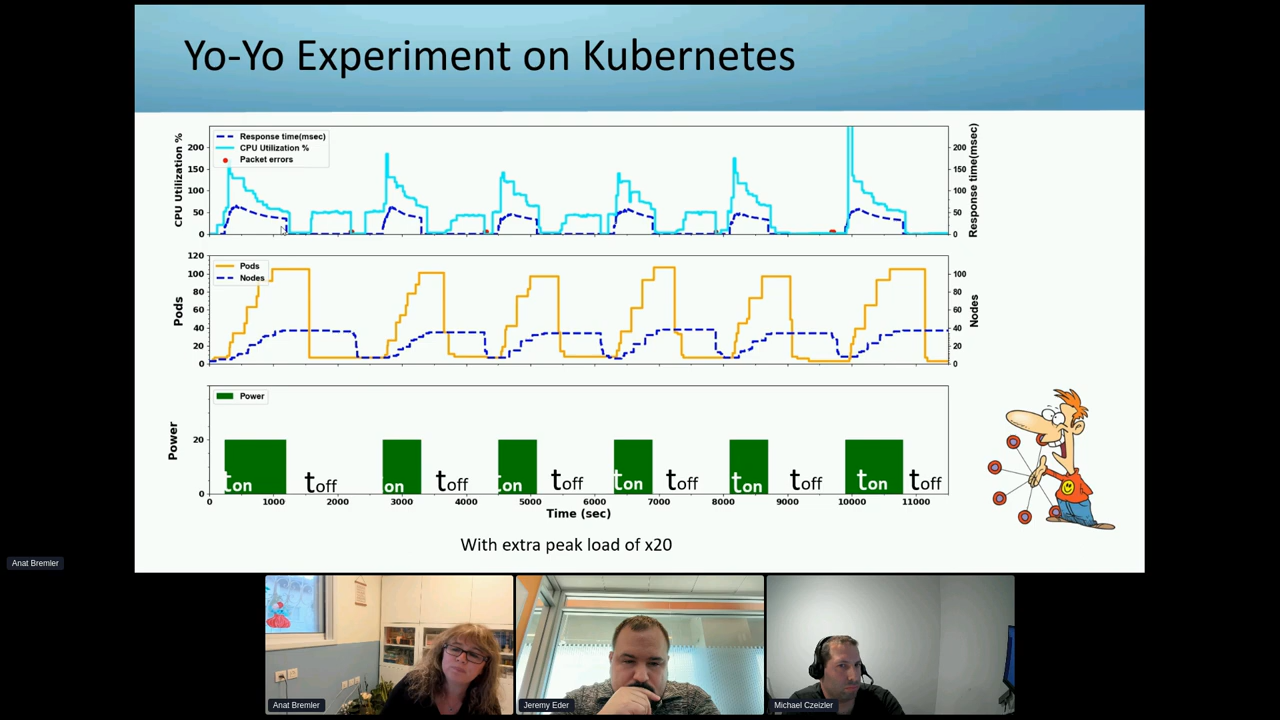 Yo-Yo Experiment on Kubernetes
CPU Utilization %
Response time(msec)
CPU Utilization %
Packet errors
Response time(msec)
200
150
100
50
0
200
150
100
50
0
Pods
Pods
Nodes
Nodes
120
100
80
60
40
20
0
100
80
60
40
20
0
Power
Power
20
0
ton toff on toff ton toff ton toff ton toff ton toff
0 1000 2000 3000 4000 5000 6000 7000 8000 9000 10000 11000
Time (sec)
With extra peak load of x20
Anat Bremler
Anat Bremler
Jeremy Eder
Michael Czeizler